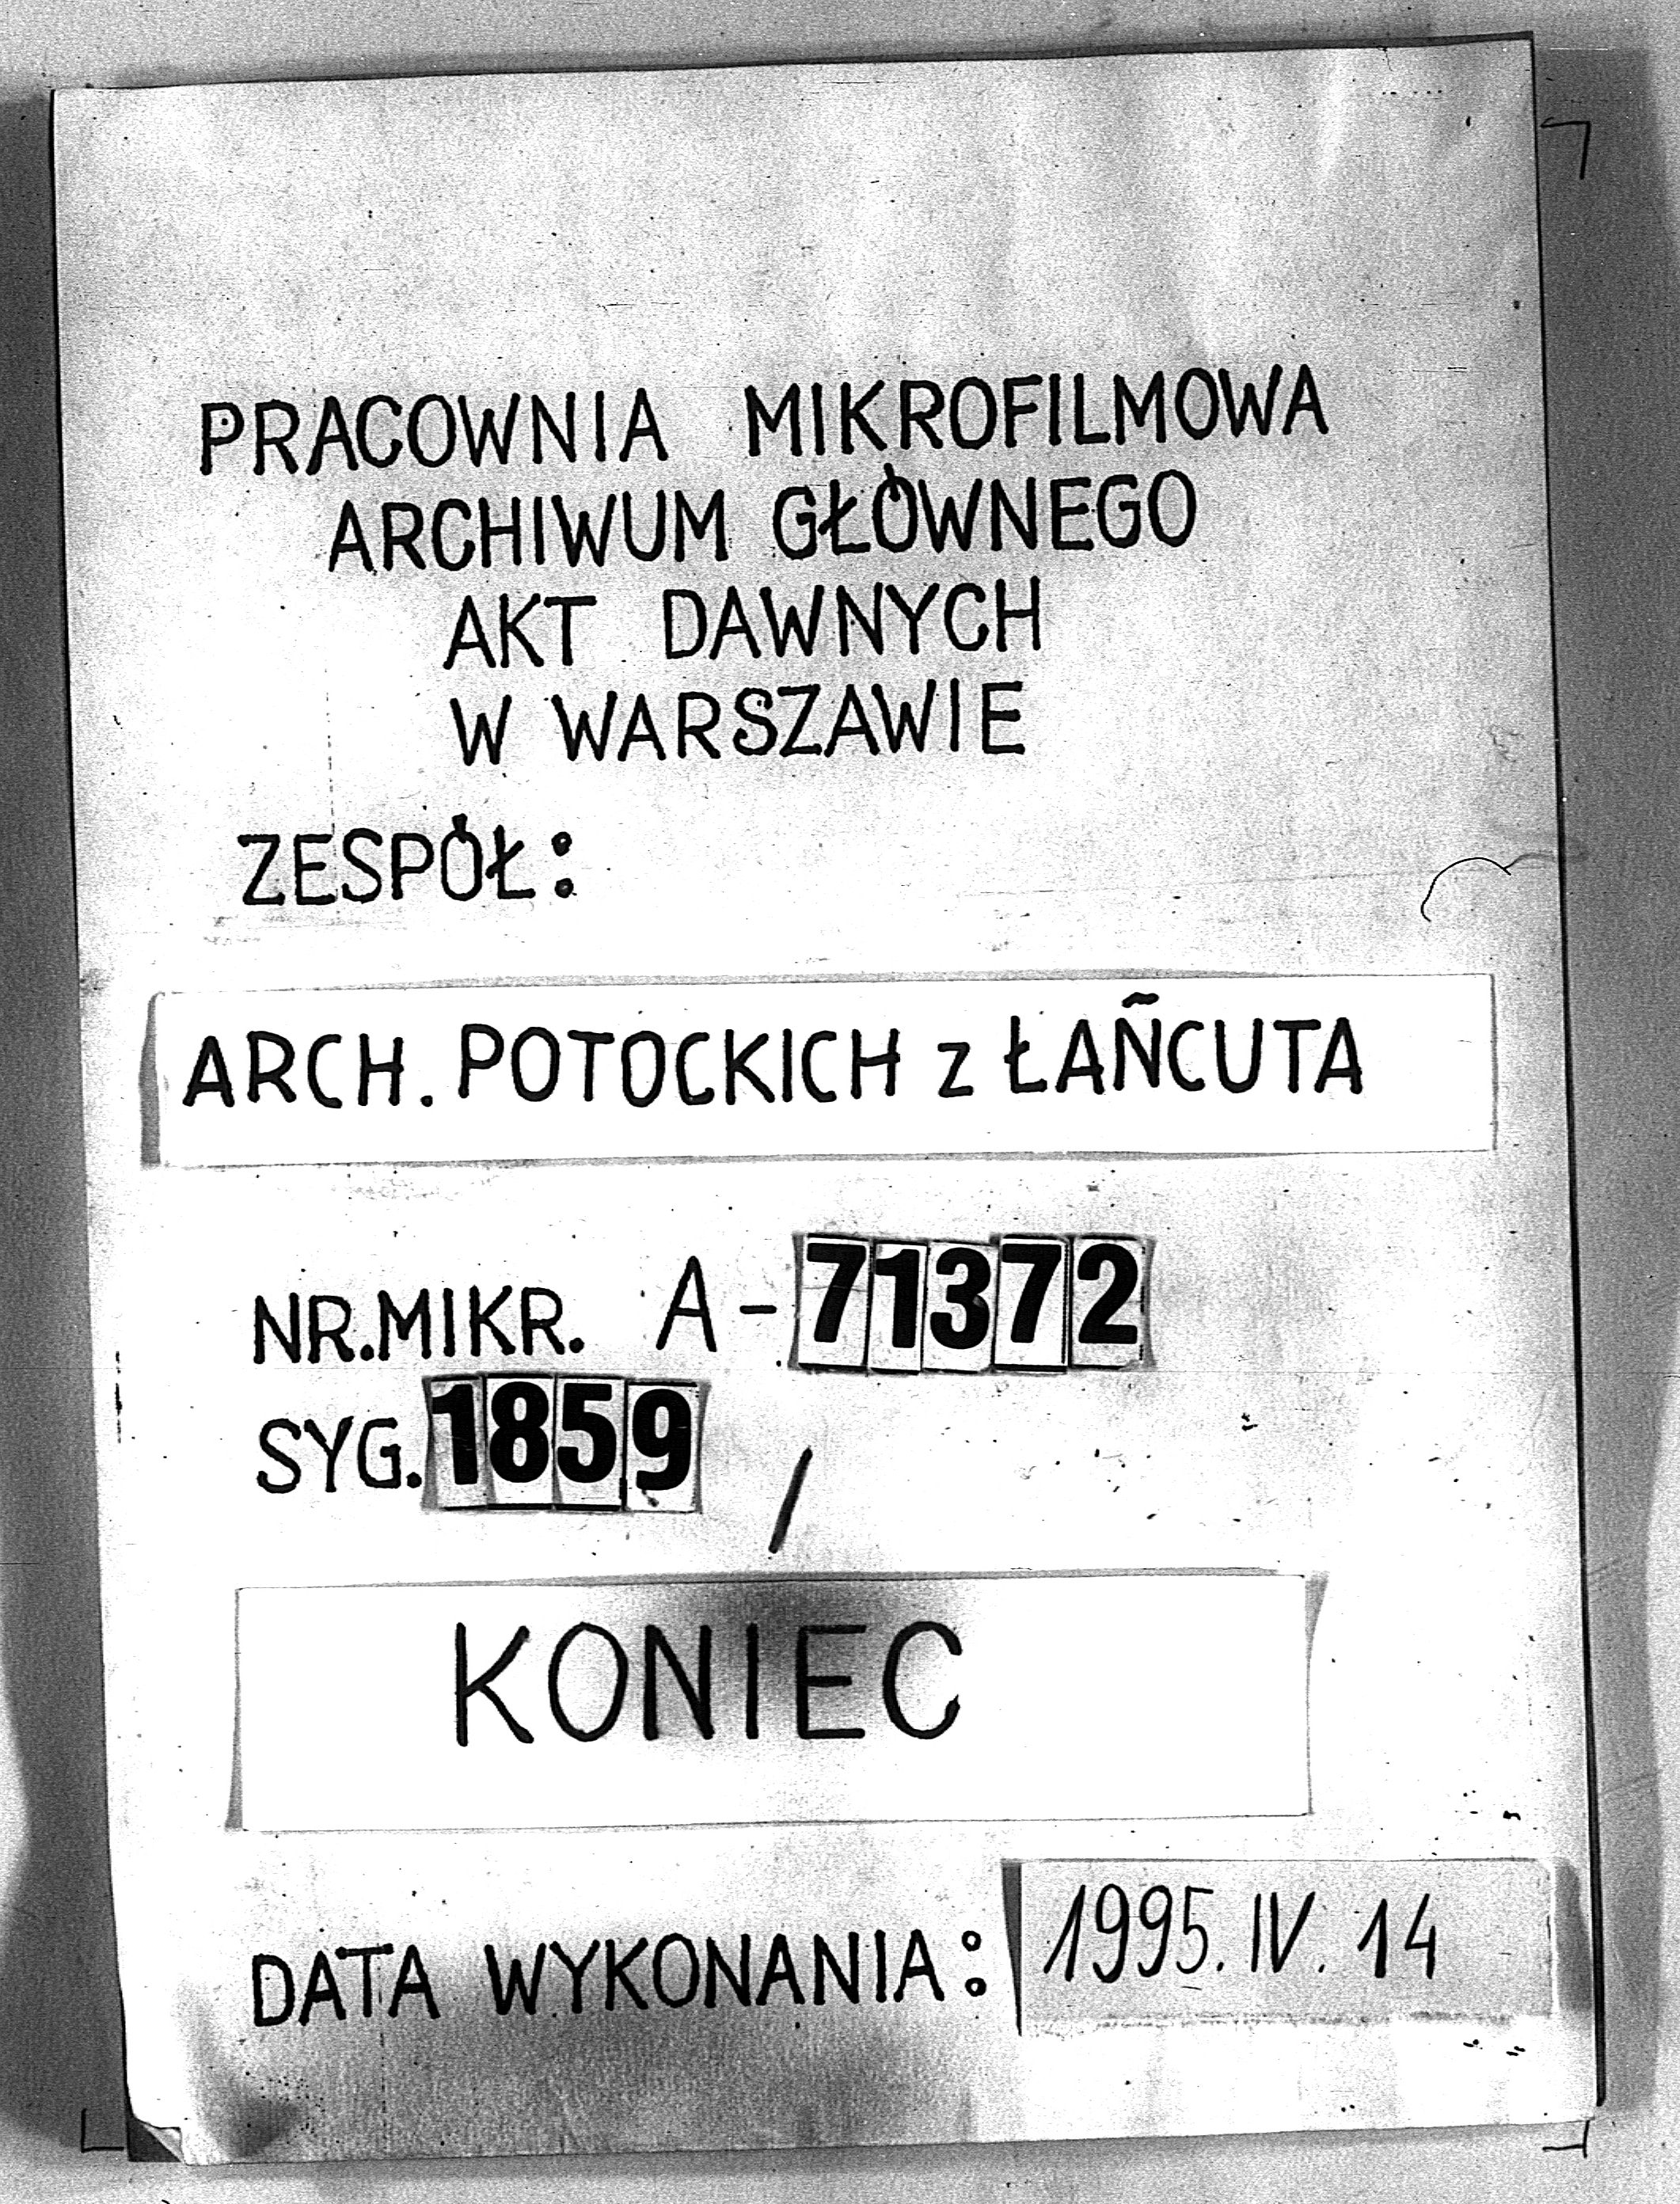 PRACOWNIA MIKROFILMOWA
ARCHIWUM GŁÓWNEGO
AKT DAWNYCH
W WARSZAWIE
ZESPÓŁ:
ARCH. POTOCKICH z ŁAÑCUTA
NR.MIKR. A-71372
SYG. 1859 /
KONIEC
DATA WYKONANIA: 1995. IV. 14